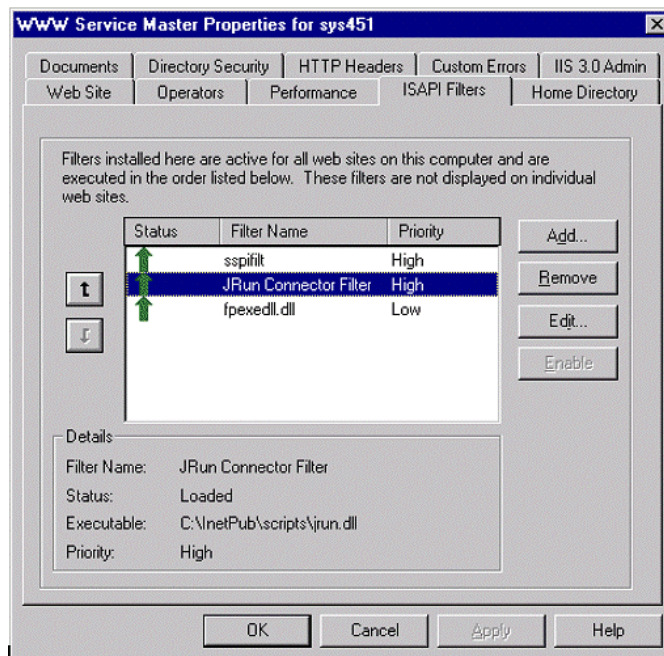 WWW Service Master Properties for sys451
Documents Directory Security HTTP Headers Custom Errors IIS 3.0 Admin
Web Site Operators Performance ISAPI Filters Home Directory
Filters installed here are active for all web sites on this computer and are
executed in the order listed below. These filters are not displayed on individual
web sites.
Status Filter Name Priority
sspifilt High
JRun Connector Filter High
fpexedll.dll Low
Add...
Remove
Edit...
Enable
Details
Filter Name: JRun Connector Filter
Status: Loaded
Executable: C:\InetPub\scripts\jrun.dll
Priority: High
OK Cancel Apply Help